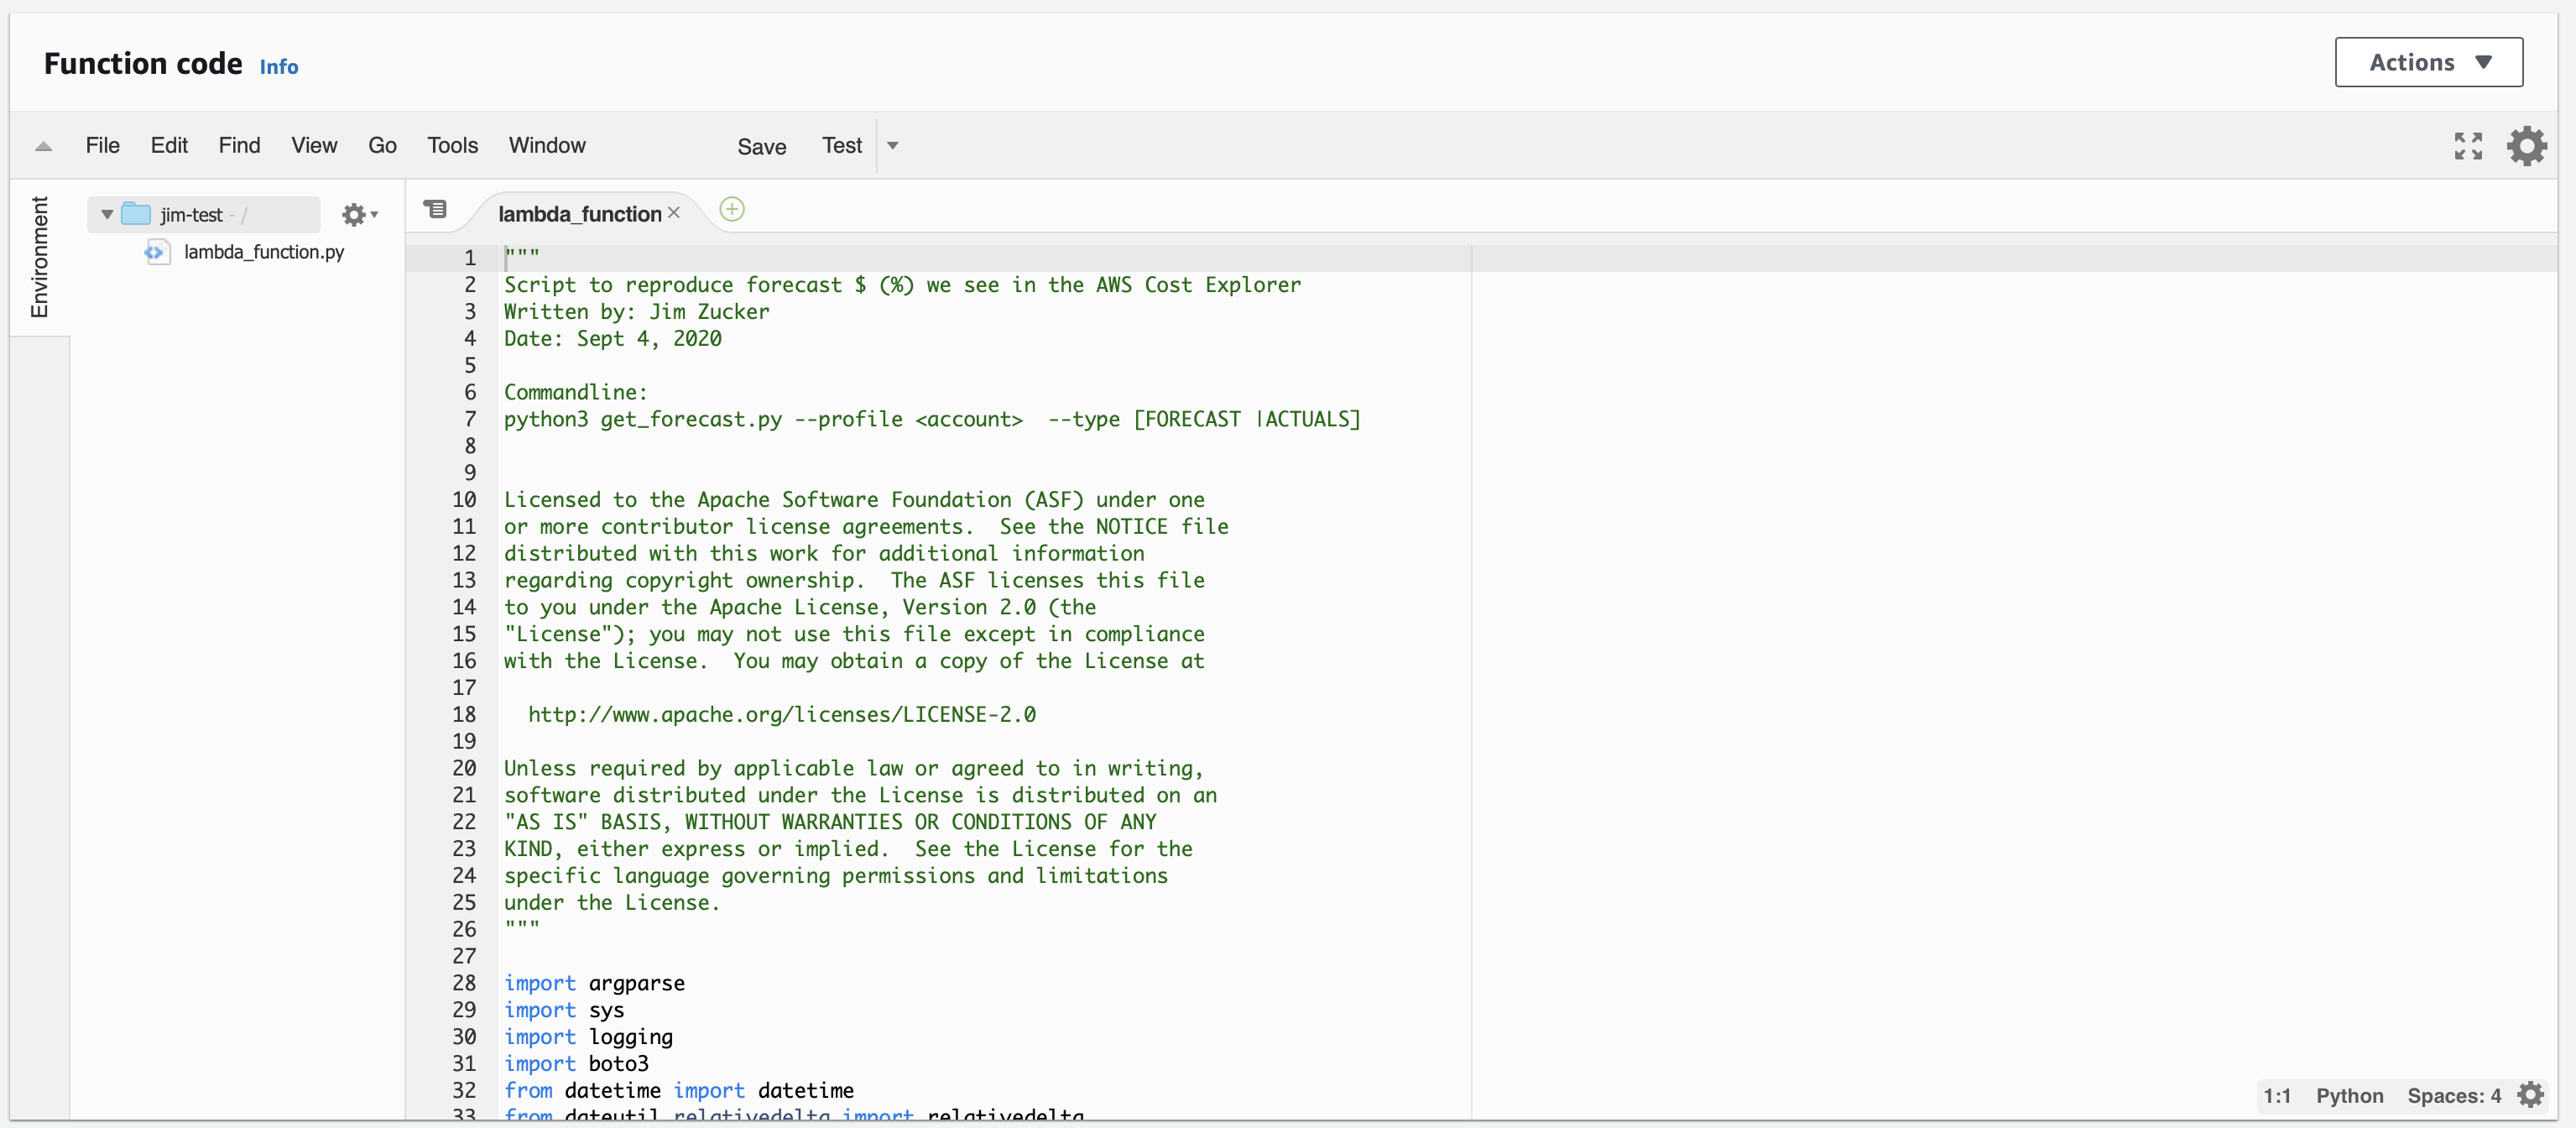 Function code Info
Actions
File Edit Find View Go Tools Window Save Test
Environment
jim-test - /
lambda_function.py
lambda_function
1 """
2 Script to reproduce forecast $ (%) we see in the AWS Cost Explorer
3 Written by: Jim Zucker
4 Date: Sept 4, 2020
5
6 Commandline:
7 python3 get_forecast.py --profile <account>  --type [FORECAST |ACTUALS]
8
9
10 Licensed to the Apache Software Foundation (ASF) under one
11 or more contributor license agreements.  See the NOTICE file
12 distributed with this work for additional information
13 regarding copyright ownership.  The ASF licenses this file
14 to you under the Apache License, Version 2.0 (the
15 "License"); you may not use this file except in compliance
16 with the License.  You may obtain a copy of the License at
17
18   http://www.apache.org/licenses/LICENSE-2.0
19
20 Unless required by applicable law or agreed to in writing,
21 software distributed under the License is distributed on an
22 "AS IS" BASIS, WITHOUT WARRANTIES OR CONDITIONS OF ANY
23 KIND, either express or implied.  See the License for the
24 specific language governing permissions and limitations
25 under the License.
26 """
27
28 import argparse
29 import sys
30 import logging
31 import boto3
32 from datetime import datetime
33 from dateutil.relativedelta import relativedelta
1:1 Python Spaces: 4